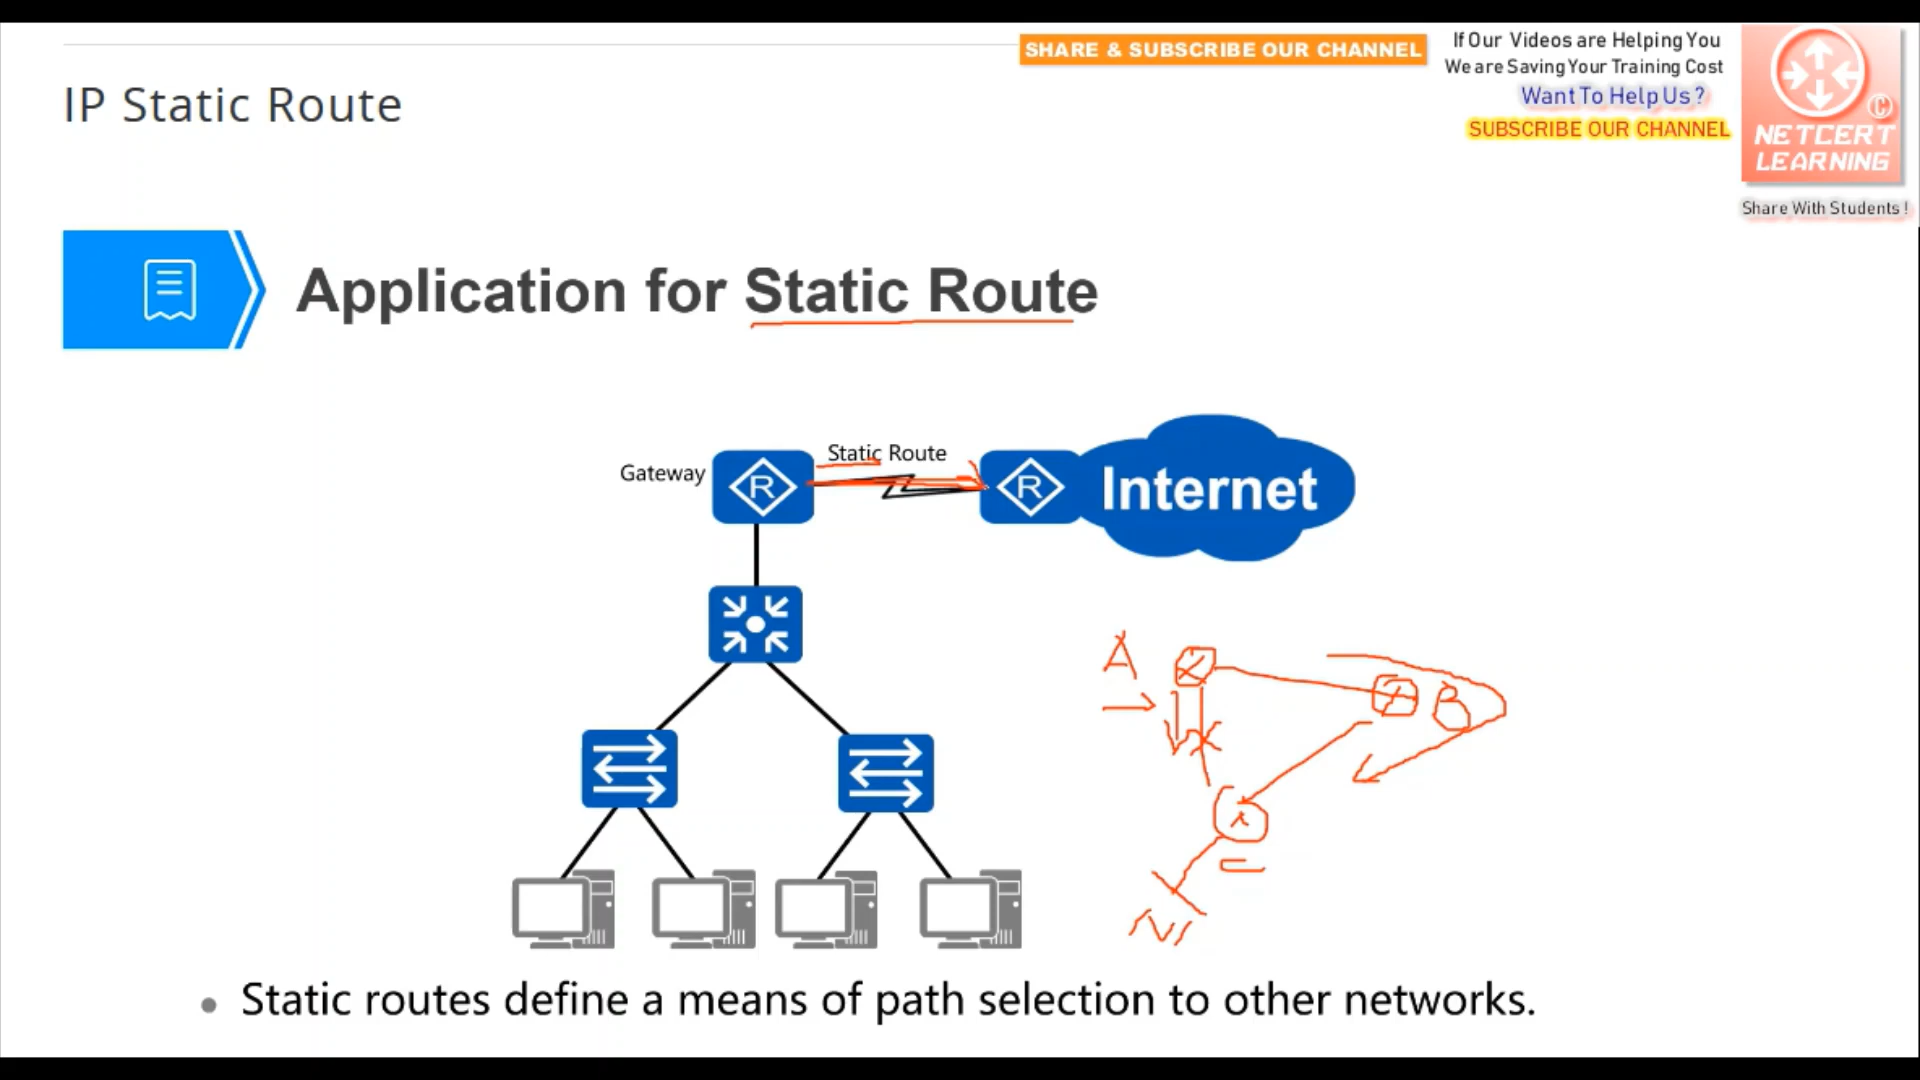 SHARE & SUBSCRIBE OUR CHANNEL
If Our Videos are Helping You
We are Saving Your Training Cost
Want To Help Us ?
SUBSCRIBE OUR CHANNEL
©
NETCERT
LEARNING
Share With Students !
IP Static Route
Application for Static Route
Gateway
Static Route
R
R
Internet
A
B
C
N1
Static routes define a means of path selection to other networks.